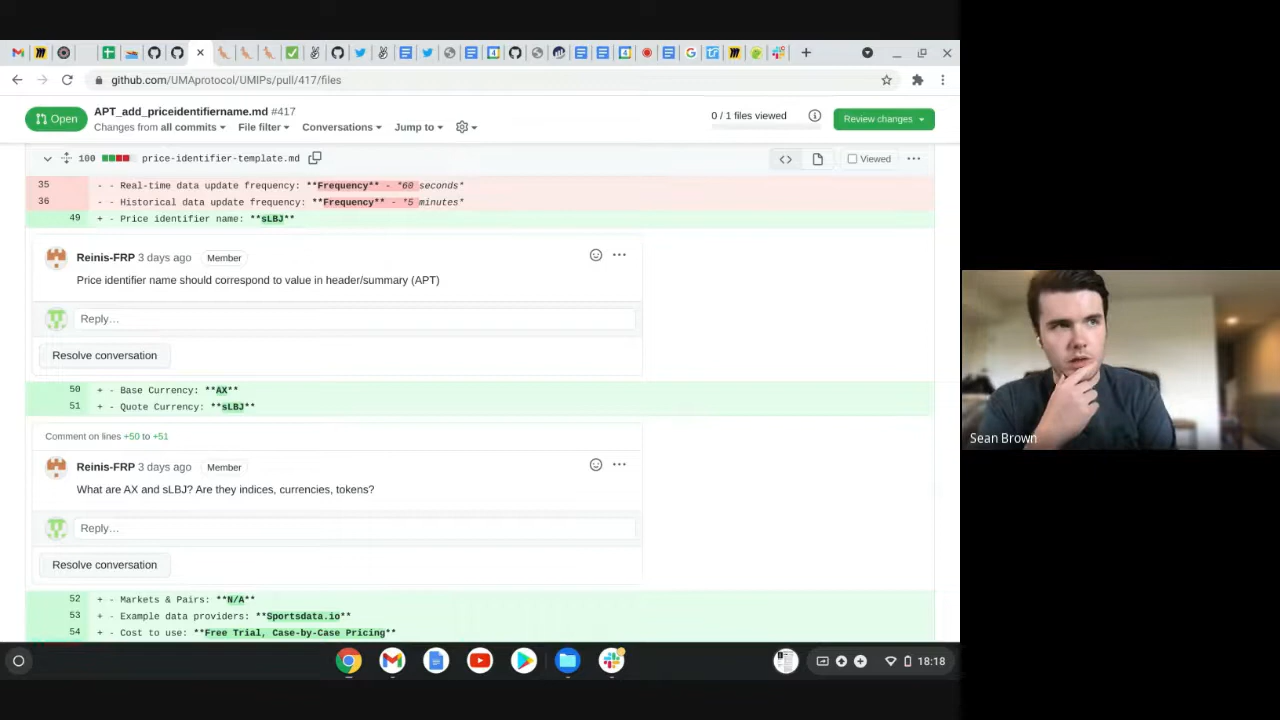 github.com/UMAprotocol/UMIPs/pull/417/files
Open
APT_add_priceidentifiername.md #417
Changes from all commits
File filter
Conversations
Jump to
0 / 1 files viewed
Review changes
100 price-identifier-template.md
Viewed
35 - - Real-time data update frequency: **Frequency** - *60 seconds*
36 - - Historical data update frequency: **Frequency** - *5 minutes*
49 + - Price identifier name: **sLBJ**
Reinis-FRP 3 days ago Member
Price identifier name should correspond to value in header/summary (APT)
Reply...
Resolve conversation
50 + - Base Currency: **AX**
51 + - Quote Currency: **sLBJ**
Comment on lines +50 to +51
Reinis-FRP 3 days ago Member
What are AX and sLBJ? Are they indices, currencies, tokens?
Reply...
Resolve conversation
52 + - Markets & Pairs: **N/A**
53 + - Example data providers: **Sportsdata.io**
54 + - Cost to use: **Free Trial, Case-by-Case Pricing**
18:18
Sean Brown